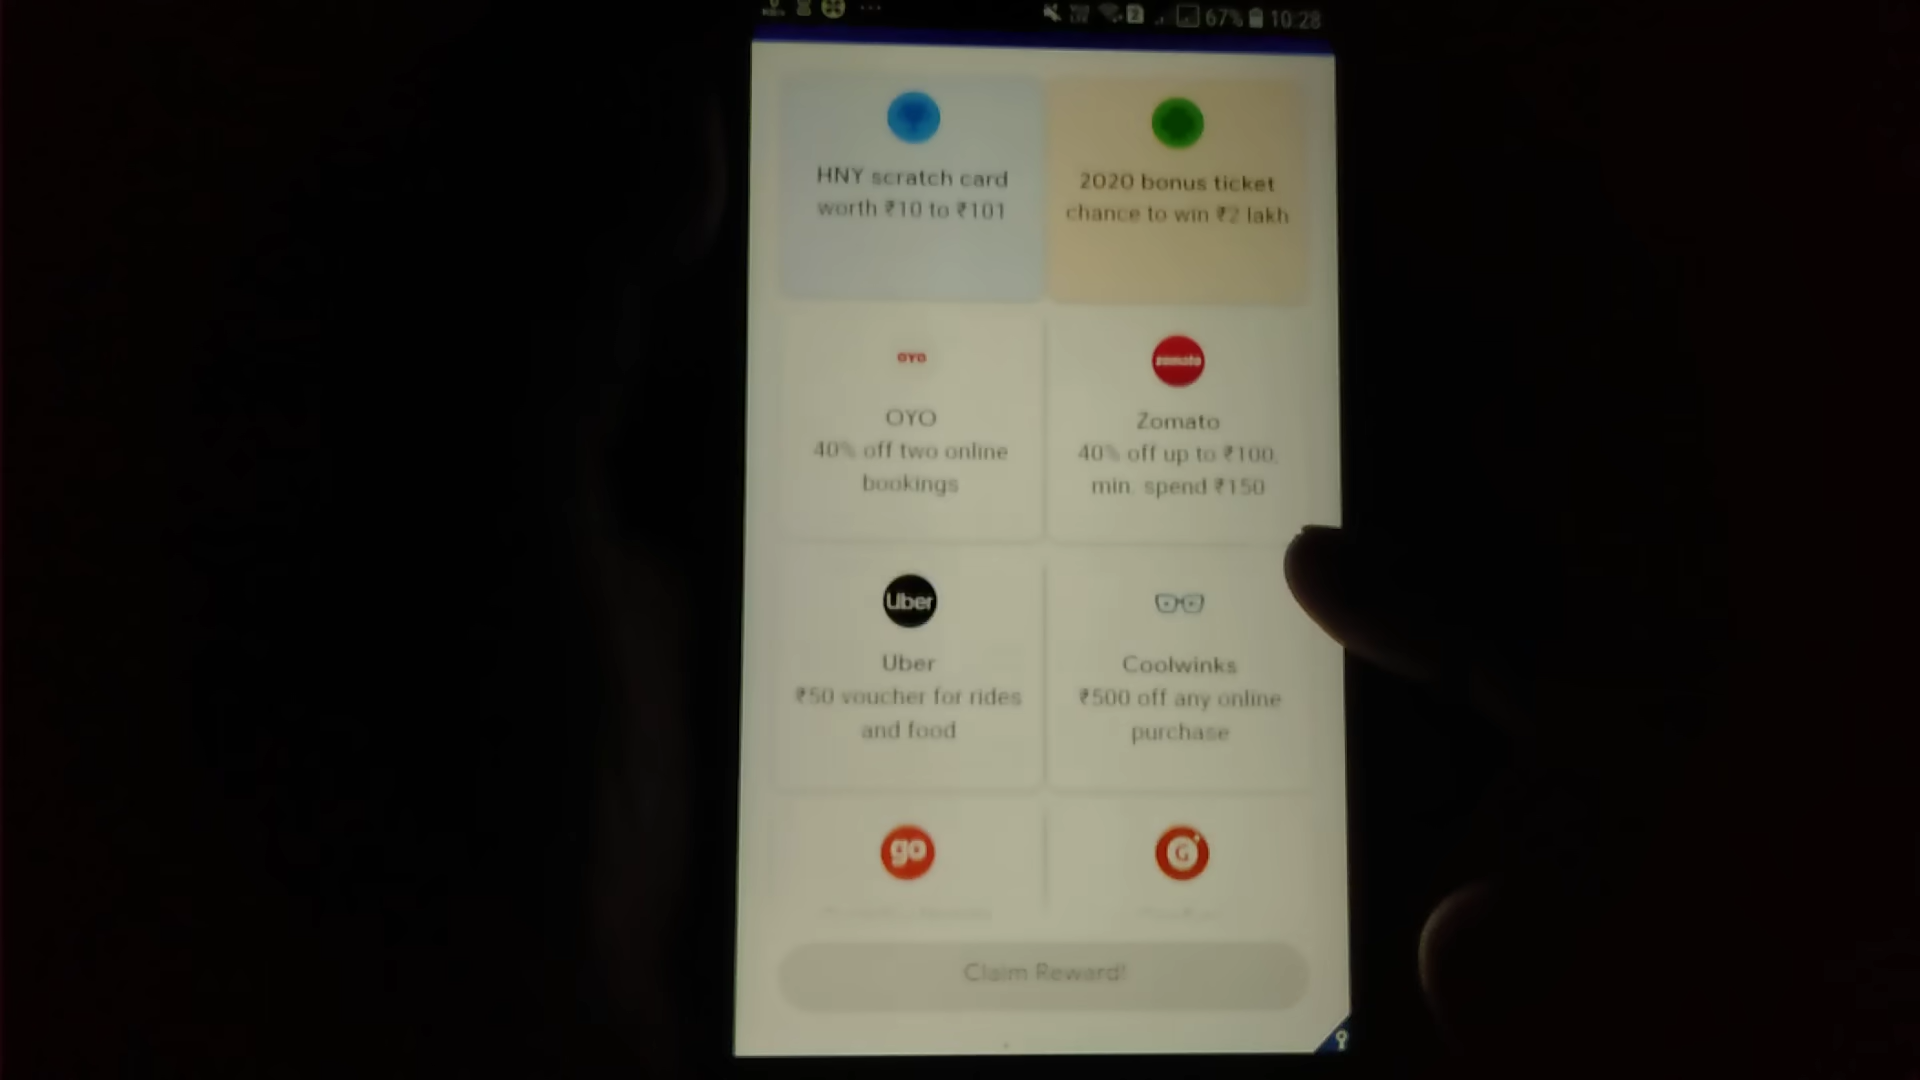 67% 10:28
HNY scratch card
worth ₹10 to ₹101
2020 bonus ticket
chance to win ₹2 lakh
OYO
OYO
40% off two online
bookings
zomato
Zomato
40% off up to ₹100,
min. spend ₹150
Uber
Uber
₹50 voucher for rides
and food
Coolwinks
₹500 off any online
purchase
go
G
Claim Reward!